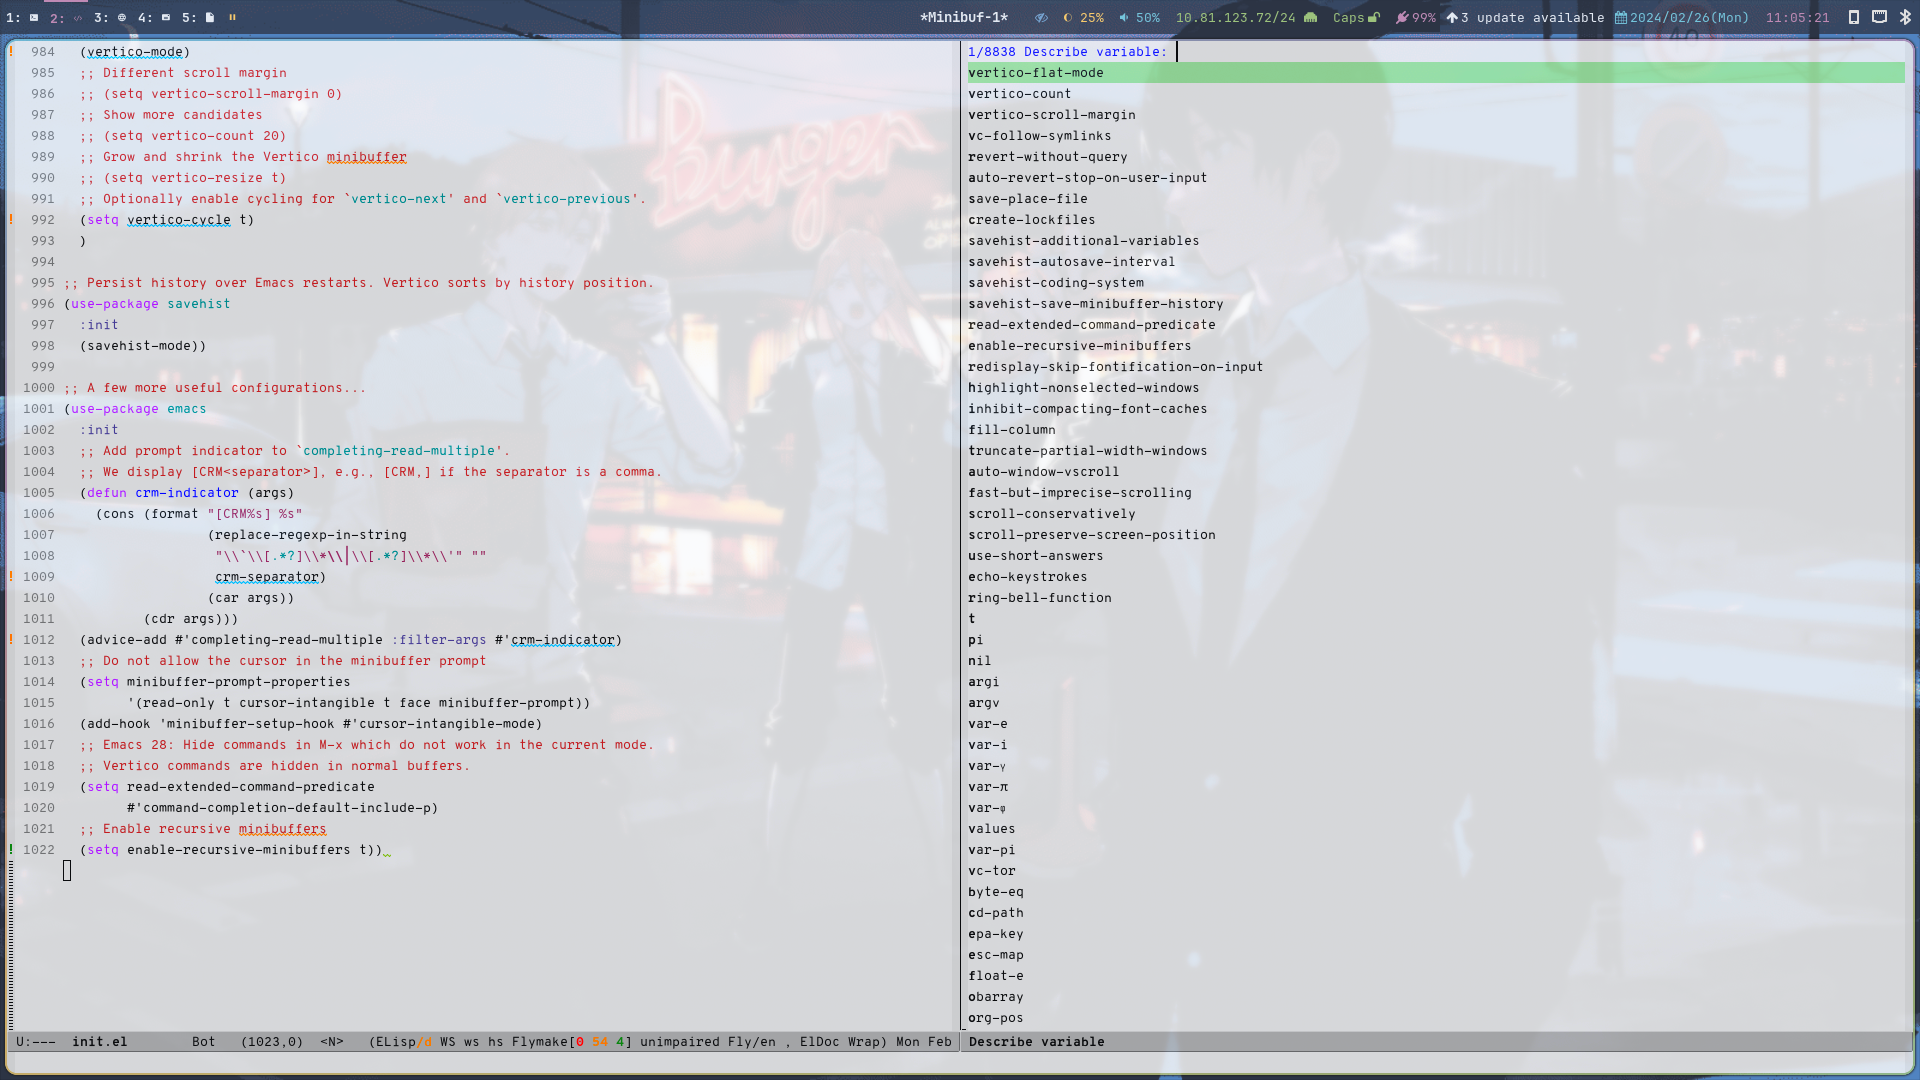 1: 2: 3: 4: 5: *Minibuf-1* 25% 50% 10.81.123.72/24 Caps 99% 3 update available 2024/02/26(Mon) 11:05:21
! 984 (vertico-mode)
985 ;; Different scroll margin
986 ;; (setq vertico-scroll-margin 0)
987 ;; Show more candidates
988 ;; (setq vertico-count 20)
989 ;; Grow and shrink the Vertico minibuffer
990 ;; (setq vertico-resize t)
991 ;; Optionally enable cycling for `vertico-next' and `vertico-previous'.
! 992 (setq vertico-cycle t)
993 )
994
995 ;; Persist history over Emacs restarts. Vertico sorts by history position.
996 (use-package savehist
997 :init
998 (savehist-mode))
999
1000 ;; A few more useful configurations...
1001 (use-package emacs
1002 :init
1003 ;; Add prompt indicator to `completing-read-multiple'.
1004 ;; We display [CRM<separator>], e.g., [CRM,] if the separator is a comma.
1005 (defun crm-indicator (args)
1006 (cons (format "[CRM%s] %s"
1007 (replace-regexp-in-string
1008 "\\`\\[.*?]\\*\\|\\[.*?]\\*\\'" ""
! 1009 crm-separator)
1010 (car args))
1011 (cdr args)))
! 1012 (advice-add #'completing-read-multiple :filter-args #'crm-indicator)
1013 ;; Do not allow the cursor in the minibuffer prompt
1014 (setq minibuffer-prompt-properties
1015 '(read-only t cursor-intangible t face minibuffer-prompt))
1016 (add-hook 'minibuffer-setup-hook #'cursor-intangible-mode)
1017 ;; Emacs 28: Hide commands in M-x which do not work in the current mode.
1018 ;; Vertico commands are hidden in normal buffers.
1019 (setq read-extended-command-predicate
1020 #'command-completion-default-include-p)
1021 ;; Enable recursive minibuffers
! 1022 (setq enable-recursive-minibuffers t))
U:--- init.el Bot (1023,0) <N> (ELisp/d WS ws hs Flymake[0 54 4] unimpaired Fly/en , ElDoc Wrap) Mon Feb
1/8838 Describe variable:
vertico-flat-mode
vertico-count
vertico-scroll-margin
vc-follow-symlinks
revert-without-query
auto-revert-stop-on-user-input
save-place-file
create-lockfiles
savehist-additional-variables
savehist-autosave-interval
savehist-coding-system
savehist-save-minibuffer-history
read-extended-command-predicate
enable-recursive-minibuffers
redisplay-skip-fontification-on-input
highlight-nonselected-windows
inhibit-compacting-font-caches
fill-column
truncate-partial-width-windows
auto-window-vscroll
fast-but-imprecise-scrolling
scroll-conservatively
scroll-preserve-screen-position
use-short-answers
echo-keystrokes
ring-bell-function
t
pi
nil
argi
argv
var-e
var-i
var-γ
var-π
var-φ
values
var-pi
vc-tor
byte-eq
cd-path
epa-key
esc-map
float-e
obarray
org-pos
Describe variable
Burger